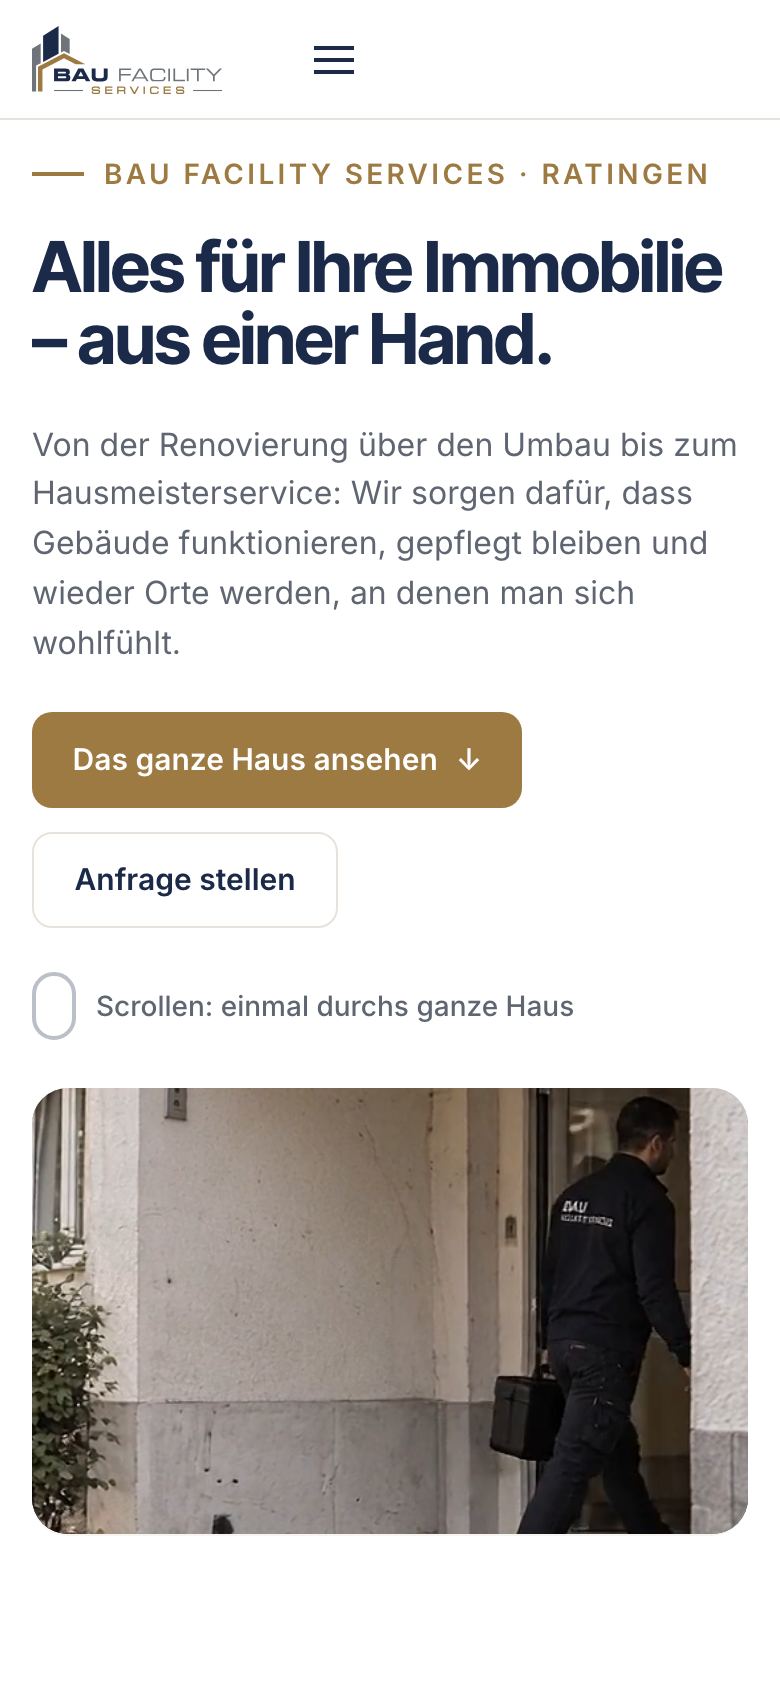 BAU FACILITY
SERVICES
BAU FACILITY SERVICES · RATINGEN
Alles für Ihre Immobilie
– aus einer Hand.
Von der Renovierung über den Umbau bis zum
Hausmeisterservice: Wir sorgen dafür, dass
Gebäude funktionieren, gepflegt bleiben und
wieder Orte werden, an denen man sich
wohlfühlt.
Das ganze Haus ansehen ↓
Anfrage stellen
Scrollen: einmal durchs ganze Haus
BAU